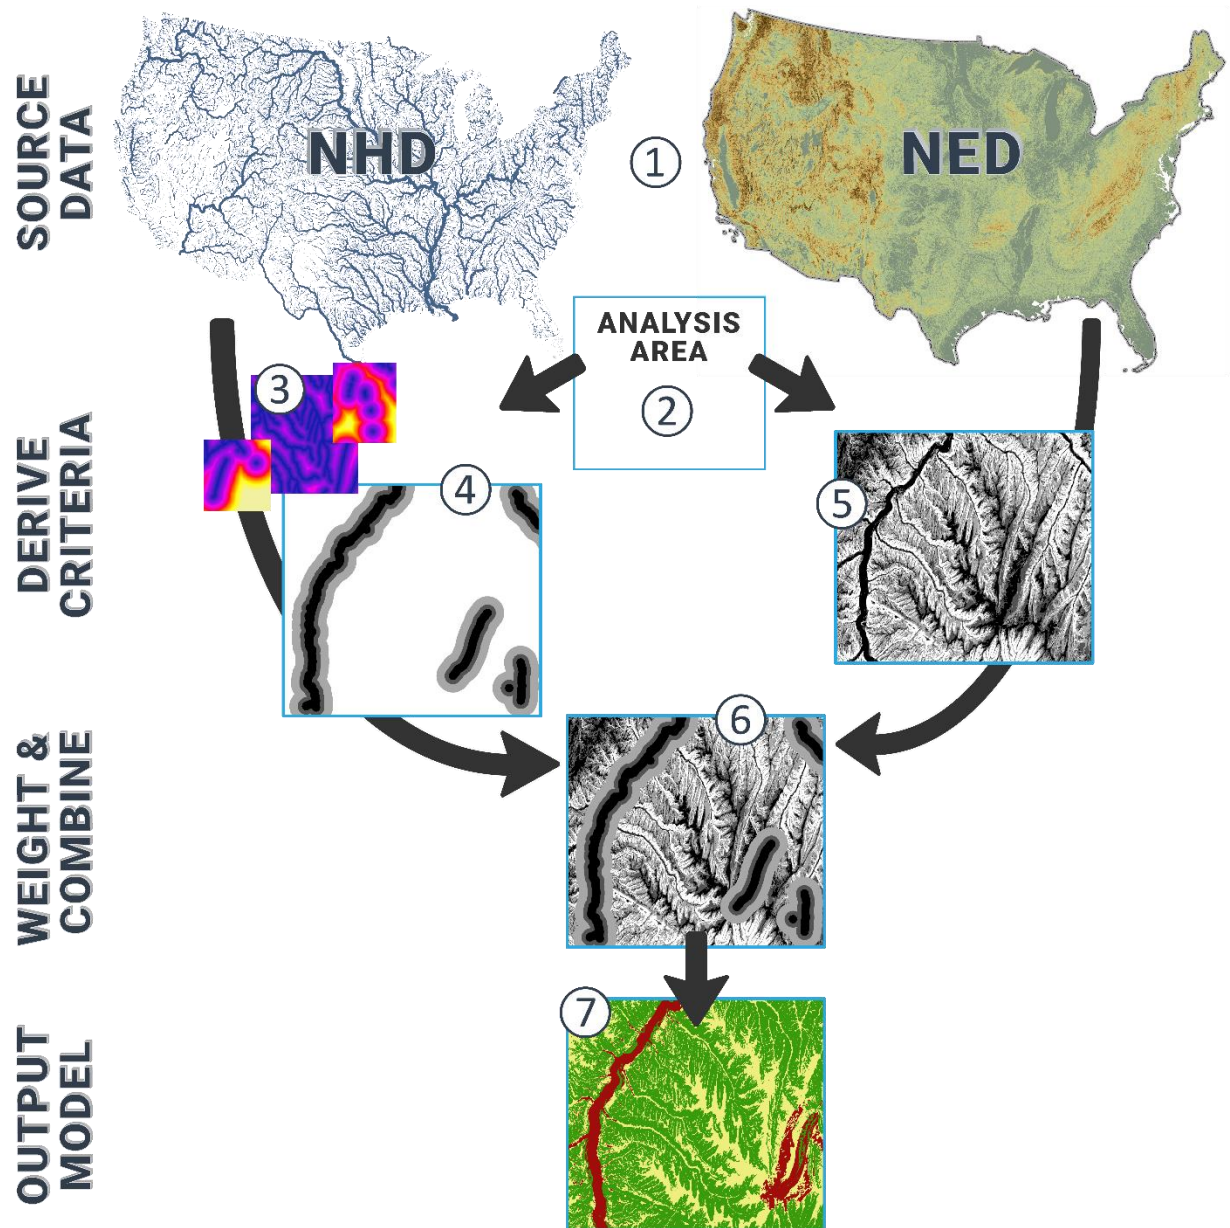 SOURCE
DATA
NHD
1
NED
ANALYSIS
AREA
2
DERIVE
CRITERIA
3
4
5
WEIGHT &
COMBINE
6
OUTPUT
MODEL
7